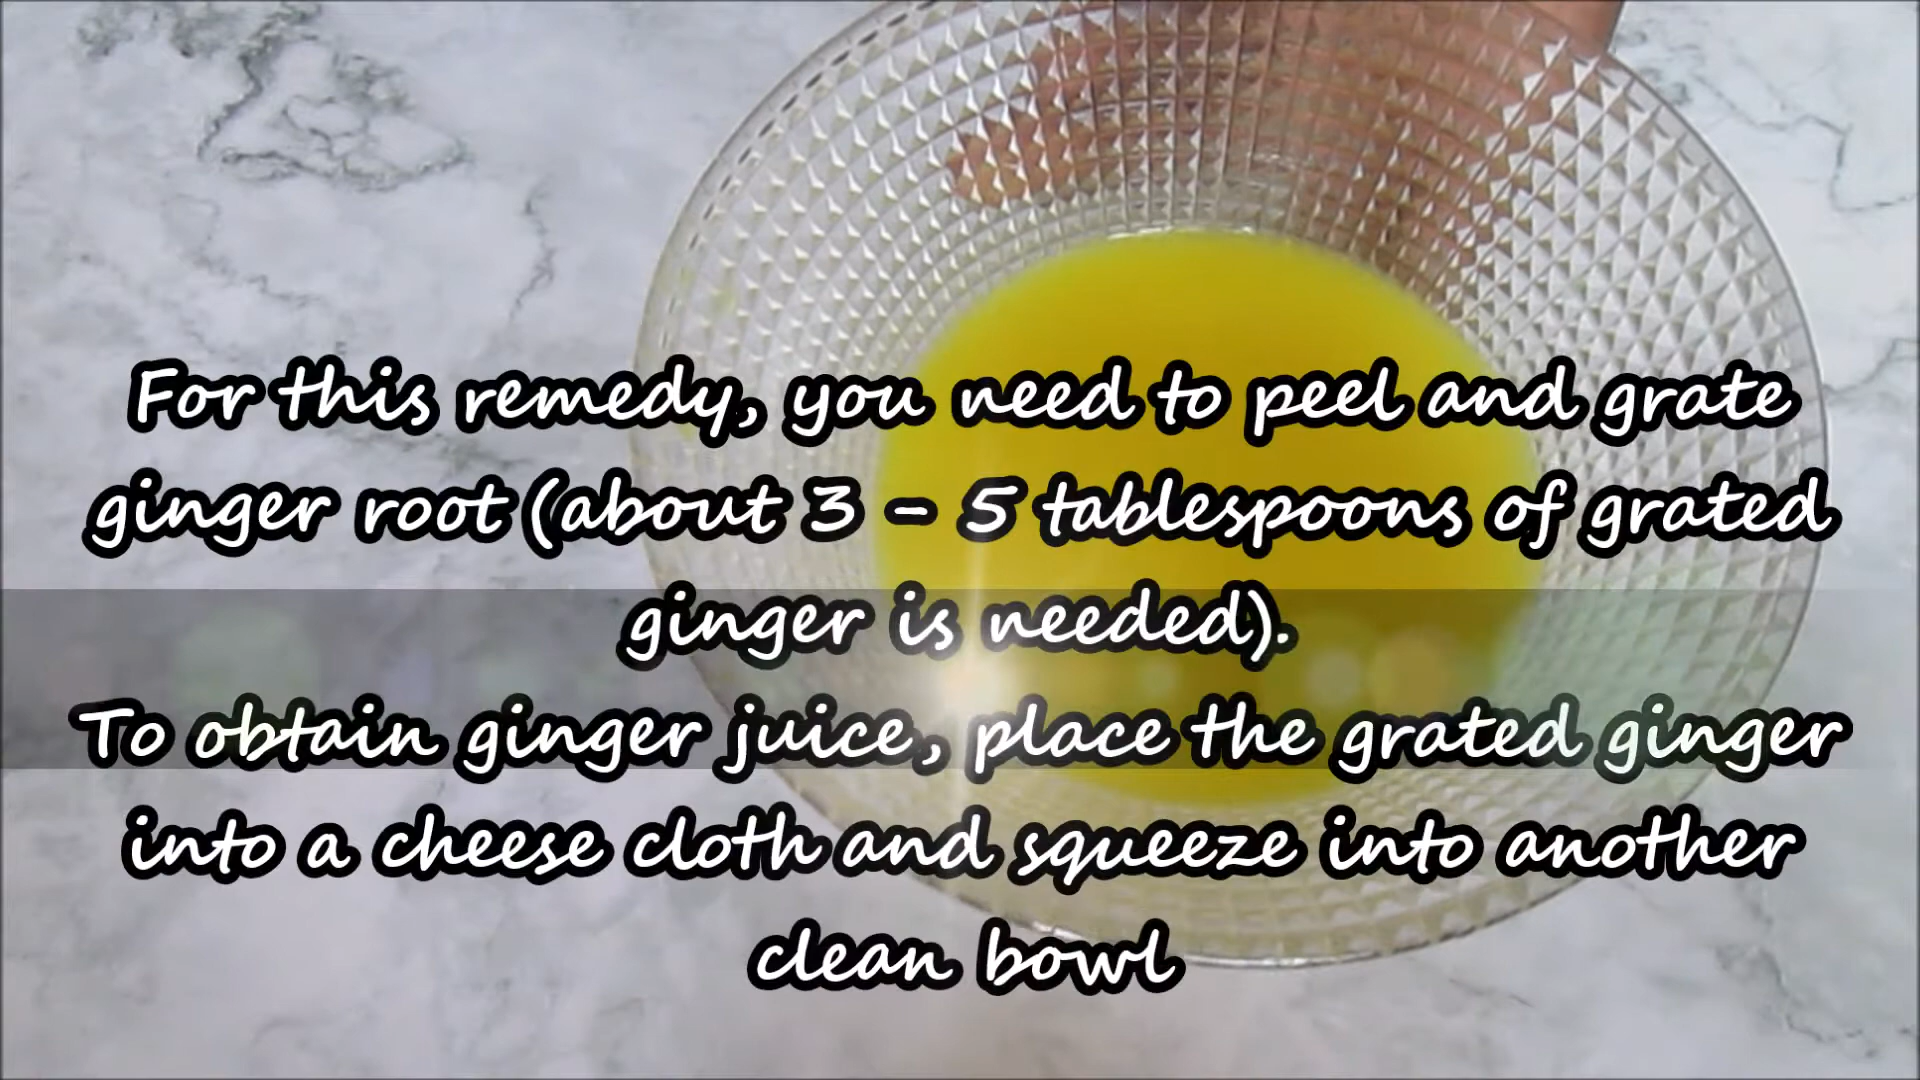 For this remedy, you need to peel and grate
ginger root (about 3 - 5 tablespoons of grated
ginger is needed).
To obtain ginger juice, place the grated ginger
into a cheese cloth and squeeze into another
clean bowl